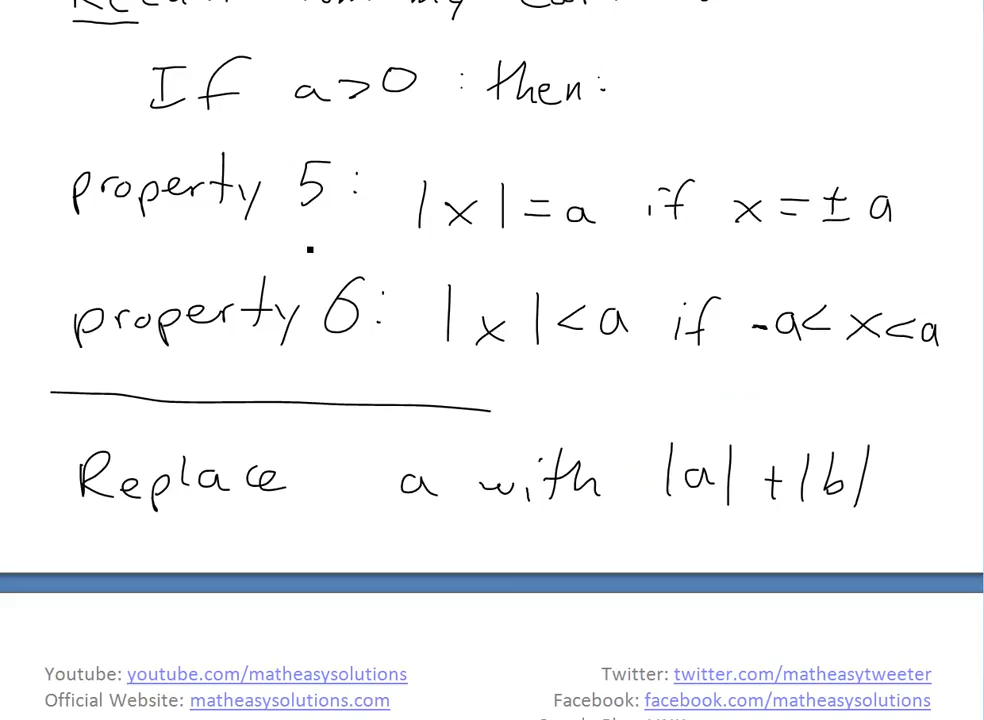 If a>0 : then:
property 5: |x|=a if x=±a
property 6: |x|<a if -a<x<a
Replace a with |a|+|b|
Youtube: youtube.com/matheasysolutions Twitter: twitter.com/matheasytweeter
Official Website: matheasysolutions.com Facebook: facebook.com/matheasysolutions